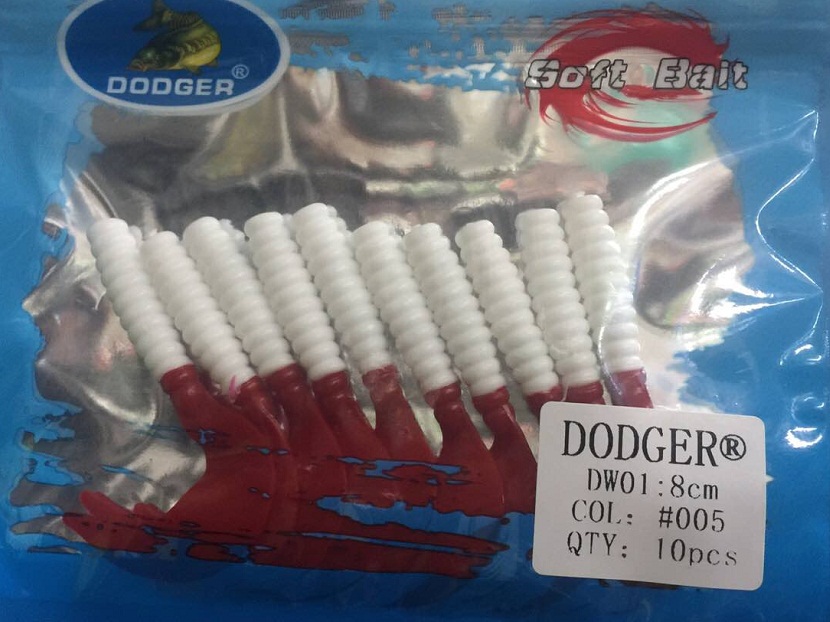 DODGER®
Soft Bait
DODGER®
DW01:8cm
COL: #005
QTY: 10pcs